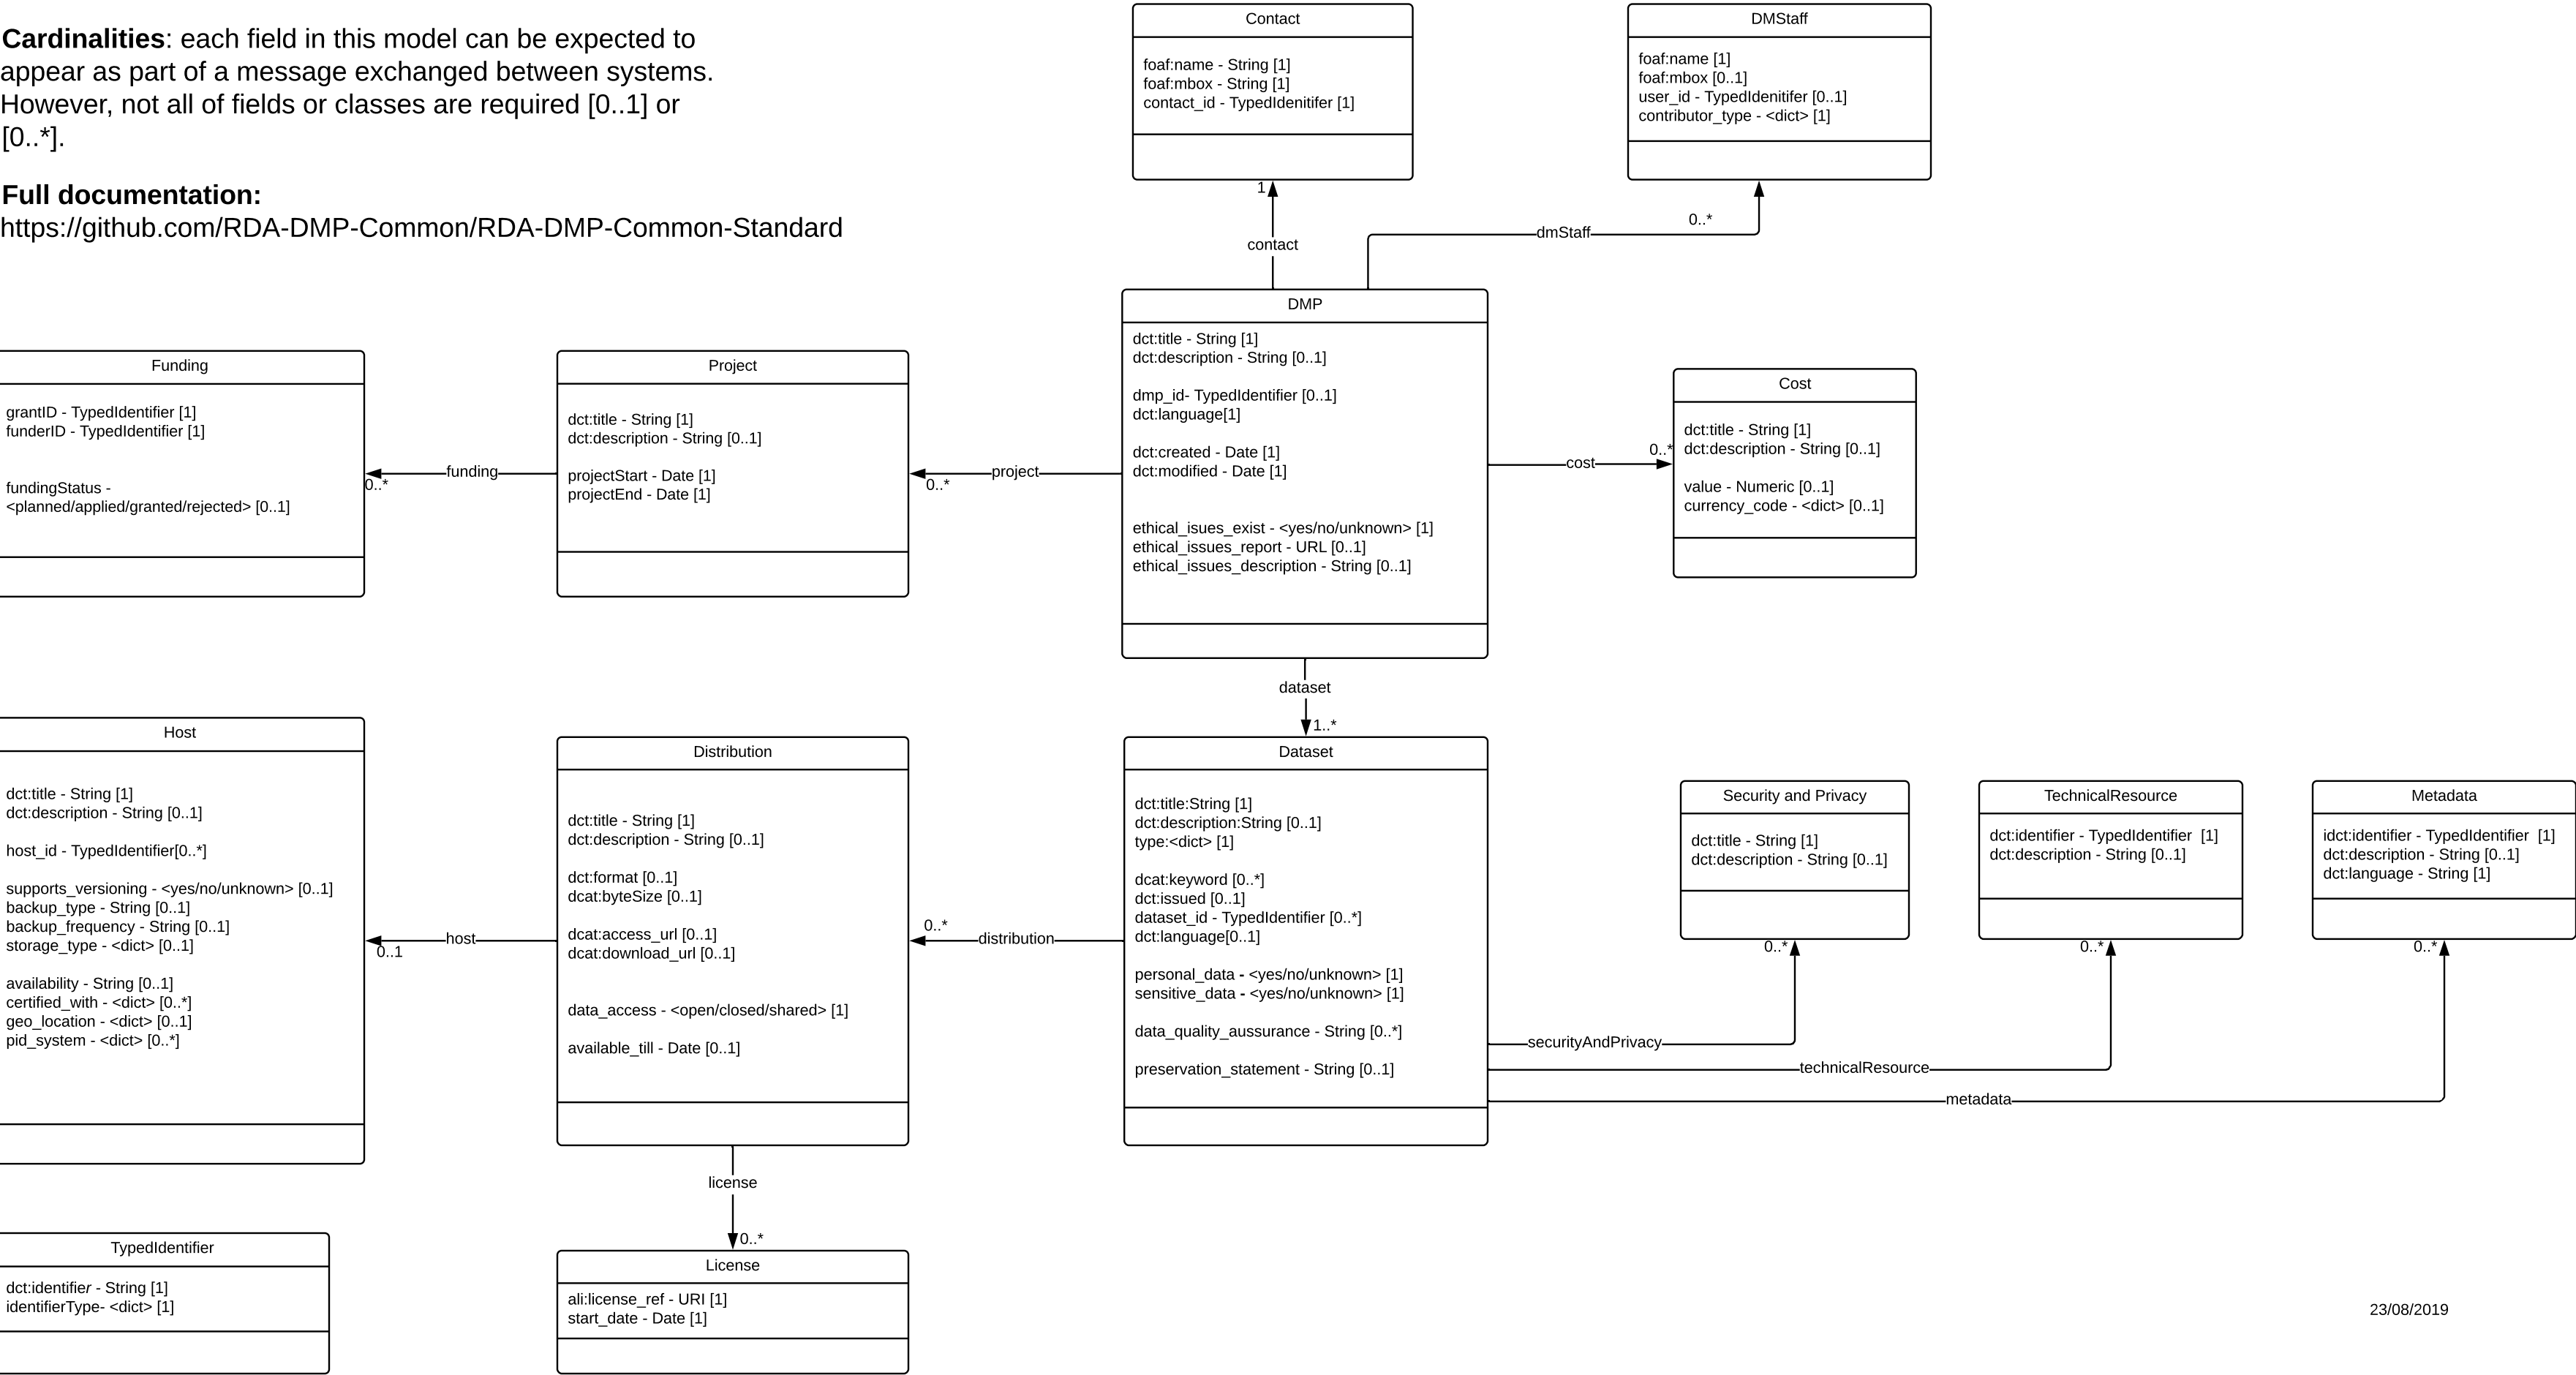 Cardinalities: each field in this model can be expected to
appear as part of a message exchanged between systems.
However, not all of fields or classes are required [0..1] or
[0..*].
Full documentation:
https://github.com/RDA-DMP-Common/RDA-DMP-Common-Standard
Contact
foaf:name - String [1]
foaf:mbox - String [1]
contact_id - TypedIdenitifer [1]
DMStaff
foaf:name [1]
foaf:mbox [0..1]
user_id - TypedIdenitifer [0..1]
contributor_type - <dict> [1]
1
contact
0..*
dmStaff
DMP
dct:title - String [1]
dct:description - String [0..1]
dmp_id- TypedIdentifier [0..1]
dct:language[1]
dct:created - Date [1]
dct:modified - Date [1]
ethical_isues_exist - <yes/no/unknown> [1]
ethical_issues_report - URL [0..1]
ethical_issues_description - String [0..1]
Funding
grantID - TypedIdentifier [1]
funderID - TypedIdentifier [1]
fundingStatus -
<planned/applied/granted/rejected> [0..1]
funding
0..*
Project
dct:title - String [1]
dct:description - String [0..1]
projectStart - Date [1]
projectEnd - Date [1]
project
0..*
cost
0..*
Cost
dct:title - String [1]
dct:description - String [0..1]
value - Numeric [0..1]
currency_code - <dict> [0..1]
dataset
1..*
Host
dct:title - String [1]
dct:description - String [0..1]
host_id - TypedIdentifier[0..*]
supports_versioning - <yes/no/unknown> [0..1]
backup_type - String [0..1]
backup_frequency - String [0..1]
storage_type - <dict> [0..1]
availability - String [0..1]
certified_with - <dict> [0..*]
geo_location - <dict> [0..1]
pid_system - <dict> [0..*]
host
0..1
Distribution
dct:title - String [1]
dct:description - String [0..1]
dct:format [0..1]
dcat:byteSize [0..1]
dcat:access_url [0..1]
dcat:download_url [0..1]
data_access - <open/closed/shared> [1]
available_till - Date [0..1]
0..*
distribution
Dataset
dct:title:String [1]
dct:description:String [0..1]
type:<dict> [1]
dcat:keyword [0..*]
dct:issued [0..1]
dataset_id - TypedIdentifier [0..*]
dct:language[0..1]
personal_data - <yes/no/unknown> [1]
sensitive_data - <yes/no/unknown> [1]
data_quality_aussurance - String [0..*]
preservation_statement - String [0..1]
Security and Privacy
dct:title - String [1]
dct:description - String [0..1]
TechnicalResource
dct:identifier - TypedIdentifier [1]
dct:description - String [0..1]
Metadata
idct:identifier - TypedIdentifier [1]
dct:description - String [0..1]
dct:language - String [1]
0..*
0..*
0..*
securityAndPrivacy
technicalResource
metadata
license
0..*
TypedIdentifier
dct:identifier - String [1]
identifierType- <dict> [1]
License
ali:license_ref - URI [1]
start_date - Date [1]
23/08/2019